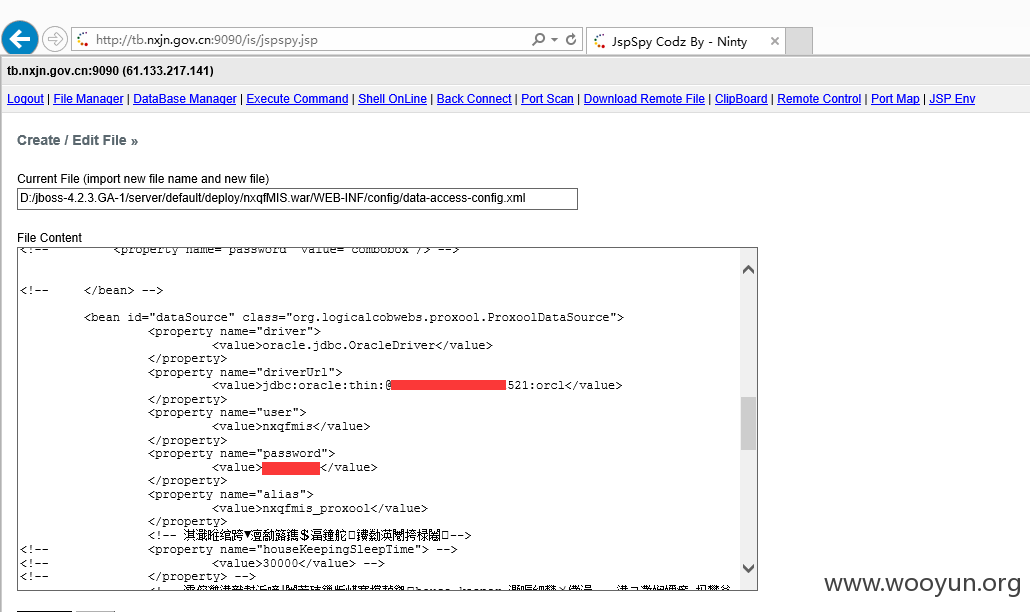 http://tb.nxjn.gov.cn:9090/is/jspspy.jsp
JspSpy Codz By - Ninty
tb.nxjn.gov.cn:9090 (61.133.217.141)
Logout | File Manager | DataBase Manager | Execute Command | Shell OnLine | Back Connect | Port Scan | Download Remote File | ClipBoard | Remote Control | Port Map | JSP Env
Create / Edit File »
Current File (import new file name and new file)
D:/jboss-4.2.3.GA-1/server/default/deploy/nxqfMIS.war/WEB-INF/config/data-access-config.xml
File Content
<!-- <property name="password" value="combobox"/> -->
<!-- </bean> -->
<bean id="dataSource" class="org.logicalcobwebs.proxool.ProxoolDataSource">
<property name="driver">
<value>oracle.jdbc.OracleDriver</value>
</property>
<property name="driverUrl">
<value>jdbc:oracle:thin:@ 521:orcl</value>
</property>
<property name="user">
<value>nxqfmis</value>
</property>
<property name="password">
<value> </value>
</property>
<property name="alias">
<value>nxqfmis_proxool</value>
</property>
<!-- -->
<!-- <property name="houseKeepingSleepTime"> -->
<!-- <value>30000</value> -->
<!-- </property> -->
www.wooyun.org